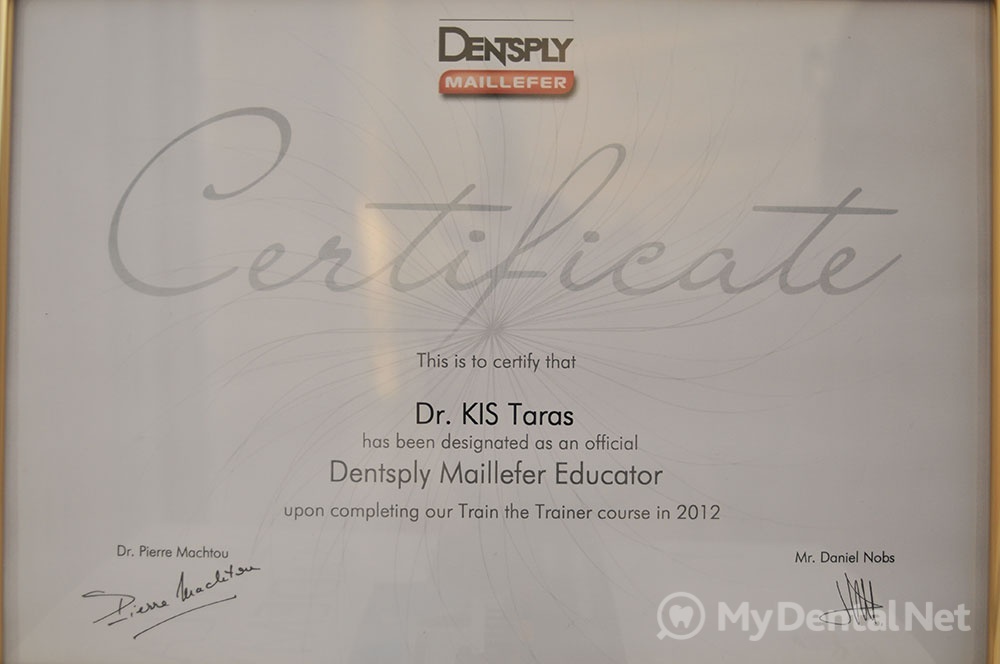 DENTSPLY
MAILLEFER
Certificate
This is to certify that
Dr. KIS Taras
has been designated as an official
Dentsply Maillefer Educator
upon completing our Train the Trainer course in 2012
Dr. Pierre Machtou
Mr. Daniel Nobs
Pierre Machtou
MyDentalNet